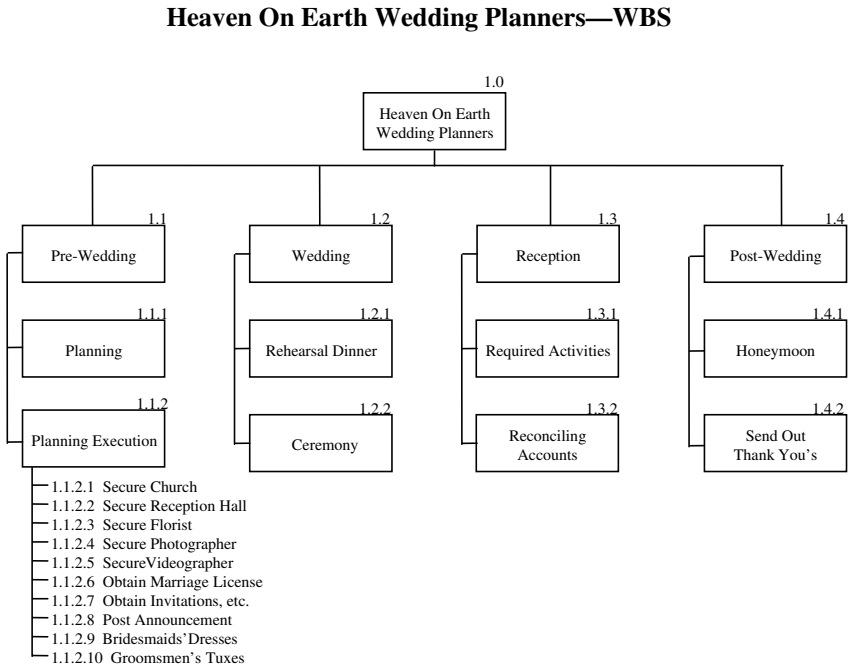 Heaven On Earth Wedding Planners—WBS
1.0
Heaven On Earth
Wedding Planners
1.1
Pre-Wedding
1.2
Wedding
1.3
Reception
1.4
Post-Wedding
1.1.1
Planning
1.2.1
Rehearsal Dinner
1.3.1
Required Activities
1.4.1
Honeymoon
1.1.2
Planning Execution
1.2.2
Ceremony
1.3.2
Reconciling
Accounts
1.4.2
Send Out
Thank You's
1.1.2.1 Secure Church
1.1.2.2 Secure Reception Hall
1.1.2.3 Secure Florist
1.1.2.4 Secure Photographer
1.1.2.5 SecureVideographer
1.1.2.6 Obtain Marriage License
1.1.2.7 Obtain Invitations, etc.
1.1.2.8 Post Announcement
1.1.2.9 Bridesmaids'Dresses
1.1.2.10 Groomsmen's Tuxes